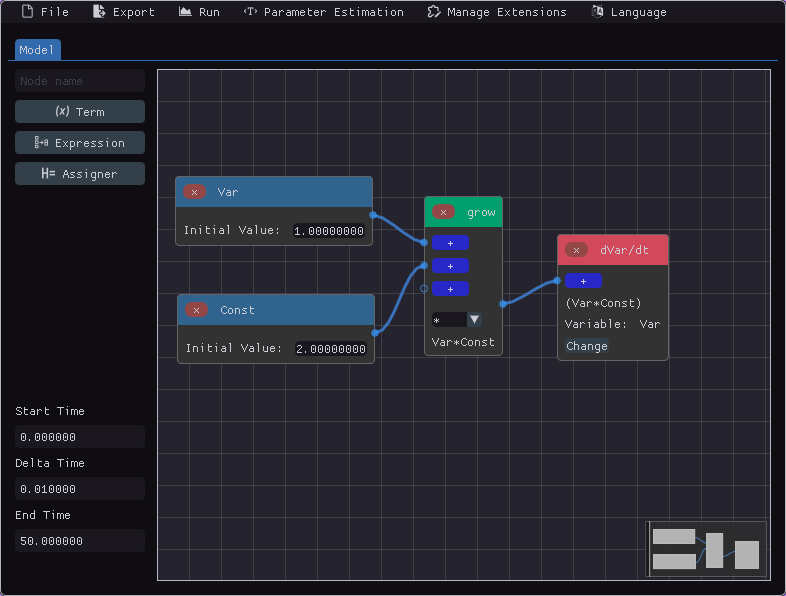 File Export Run Parameter Estimation Manage Extensions Language
Model
Node name
(x) Term
Expression
H= Assigner
Var
Initial Value: 1.00000000
Const
Initial Value: 2.00000000
grow
+
+
+
*
Var*Const
dVar/dt
+
(Var*Const)
Variable: Var
Change
Start Time
0.000000
Delta Time
0.010000
End Time
50.000000